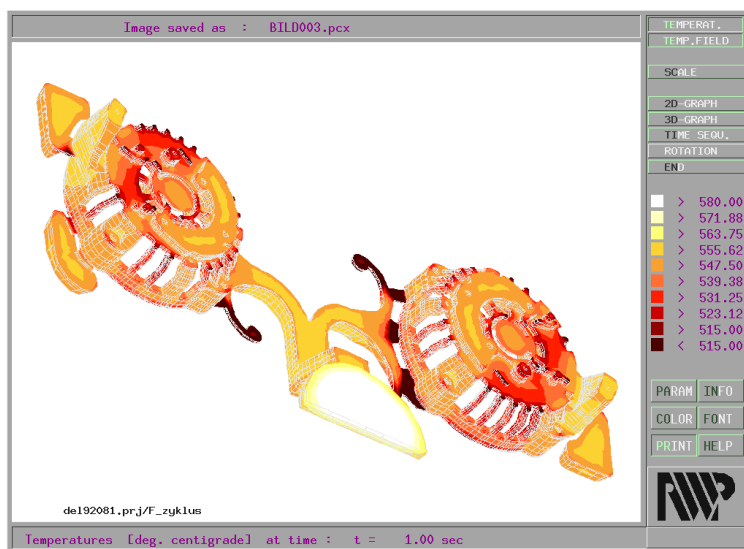 Image saved as : BILD003.pcx
TEMPERAT.
TEMP.FIELD
SCALE
2D-GRAPH
3D-GRAPH
TIME SEQU.
ROTATION
END
> 580.00
> 571.88
> 563.75
> 555.62
> 547.50
> 539.38
> 531.25
> 523.12
> 515.00
< 515.00
PARAM INFO
COLOR FONT
PRINT HELP
RWP
del92081.prj/F_zyklus
Temperatures [deg. centigrade] at time : t = 1.00 sec